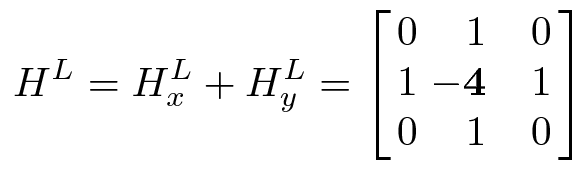 H^L = H_x^L + H_y^L = [0 1 0
1 −4 1
0 1 0]